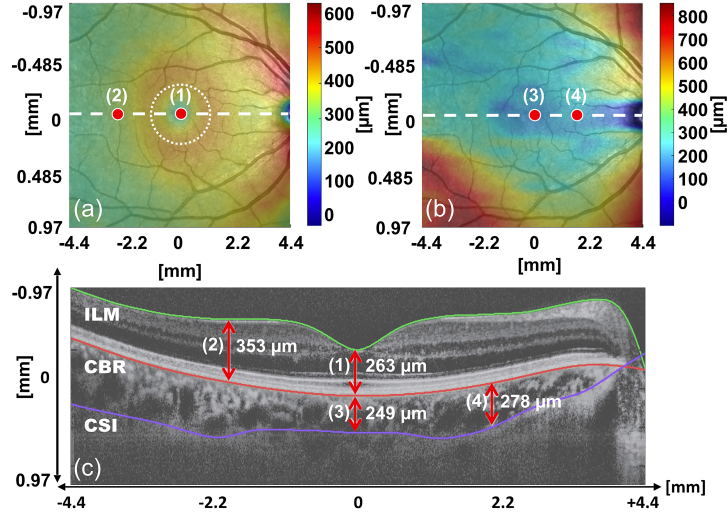 -0.97
-0.485
0
0.485
0.97
[mm]
(2)
(1)
(a)
-4.4
-2.2
0
2.2
4.4
[mm]
600
500
400
300
200
100
0
[µm]
-0.97
-0.485
0
0.485
0.97
[mm]
(3)
(4)
(b)
-4.4
-2.2
0
2.2
4.4
[mm]
800
700
600
500
400
300
200
100
0
[µm]
-0.97
0
0.97
[mm]
ILM
CBR
CSI
(2) 353 µm
(1) 263 µm
(3) 249 µm
(4) 278 µm
(c)
-4.4
-2.2
0
2.2
+4.4
[mm]